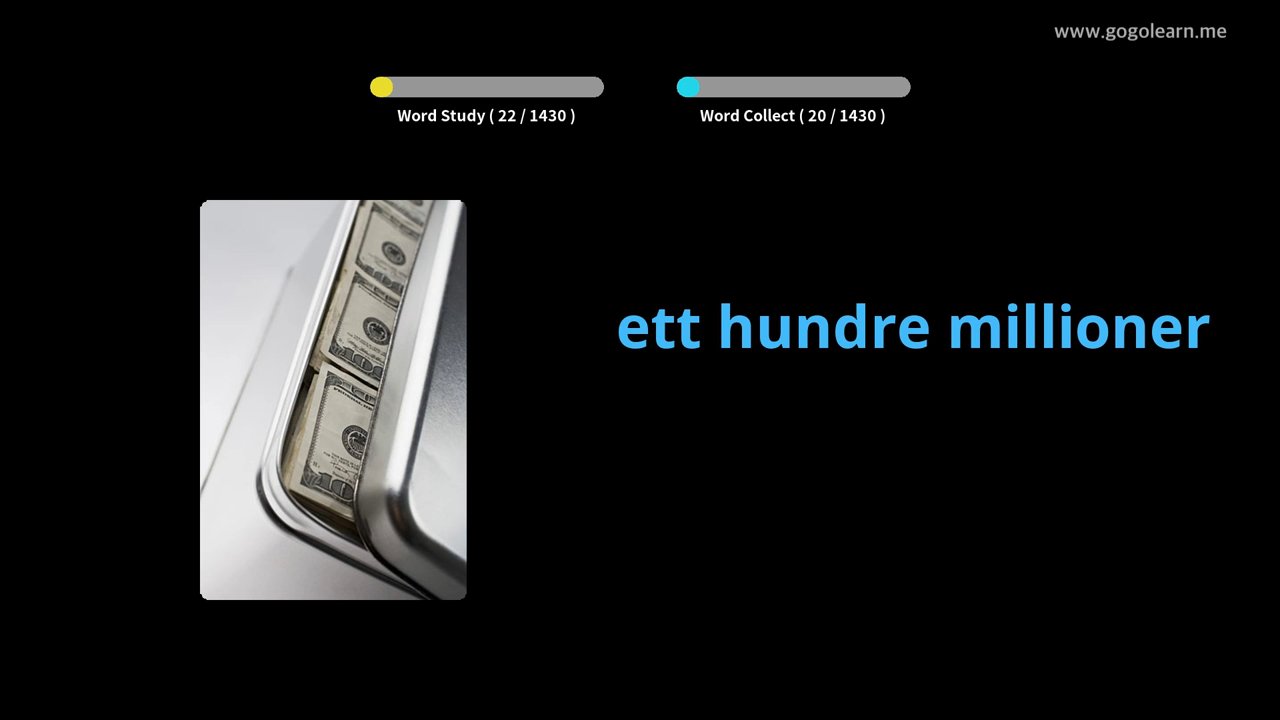 www.gogolearn.me
Word Study ( 22 / 1430 )
Word Collect ( 20 / 1430 )
ett hundre millioner